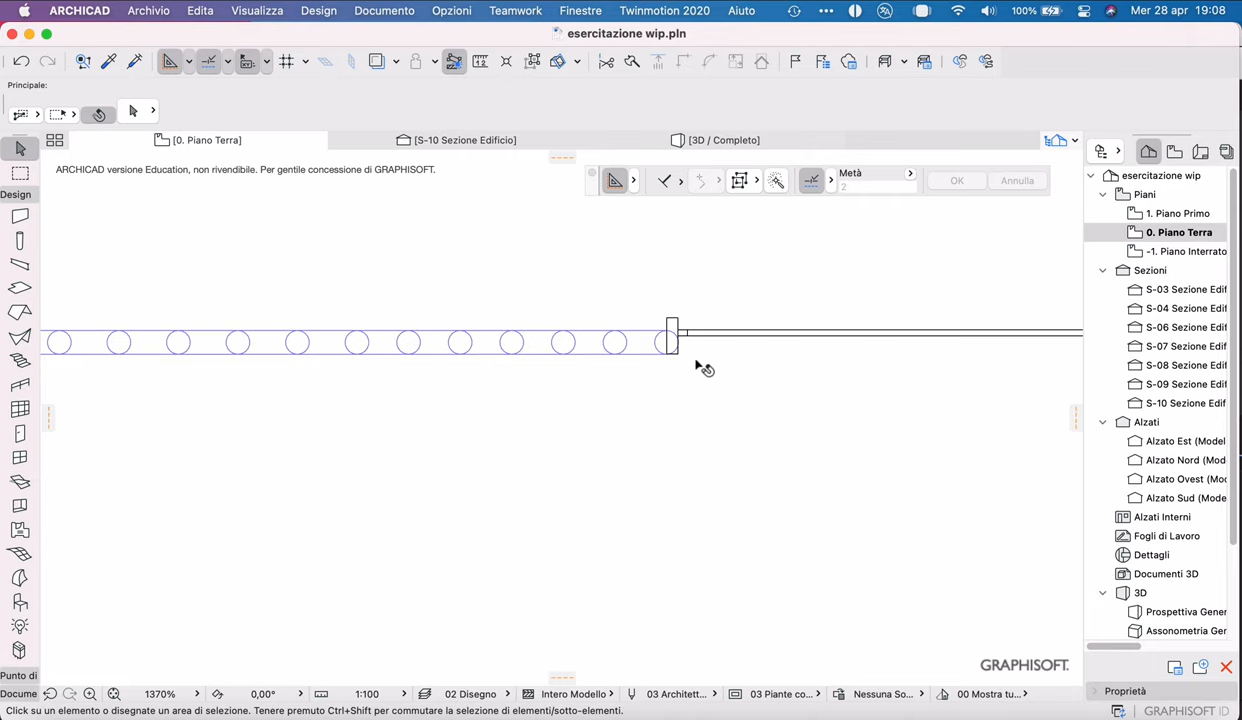 ARCHICAD Archivio Edita Visualizza Design Documento Opzioni Teamwork Finestre Twinmotion 2020 Aiuto 100% Mer 28 apr 19:08
esercitazione wip.pln
Principale:
[0. Piano Terra] [S-10 Sezione Edificio] [3D / Completo]
ARCHICAD versione Education, non rivendibile. Per gentile concessione di GRAPHISOFT.
Metà
2
OK Annulla
Design
esercitazione wip
Piani
1. Piano Primo
0. Piano Terra
-1. Piano Interrato
Sezioni
S-03 Sezione Edif
S-04 Sezione Edif
S-06 Sezione Edif
S-07 Sezione Edif
S-08 Sezione Edif
S-09 Sezione Edif
S-10 Sezione Edif
Alzati
Alzato Est (Model
Alzato Nord (Mod
Alzato Ovest (Moc
Alzato Sud (Mode
Alzati Interni
Fogli di Lavoro
Dettagli
Documenti 3D
3D
Prospettiva Gener
Assonometria Ger
GRAPHISOFT.
Punto di
Docume
1370% 0,00° 1:100 02 Disegno Intero Modello 03 Architett... 03 Piante co... Nessuna So... 00 Mostra tu...
Proprietà
Click su un elemento o disegnate un area di selezione. Tenere premuto Ctrl+Shift per commutare la selezione di elementi/sotto-elementi.
GRAPHISOFT ID